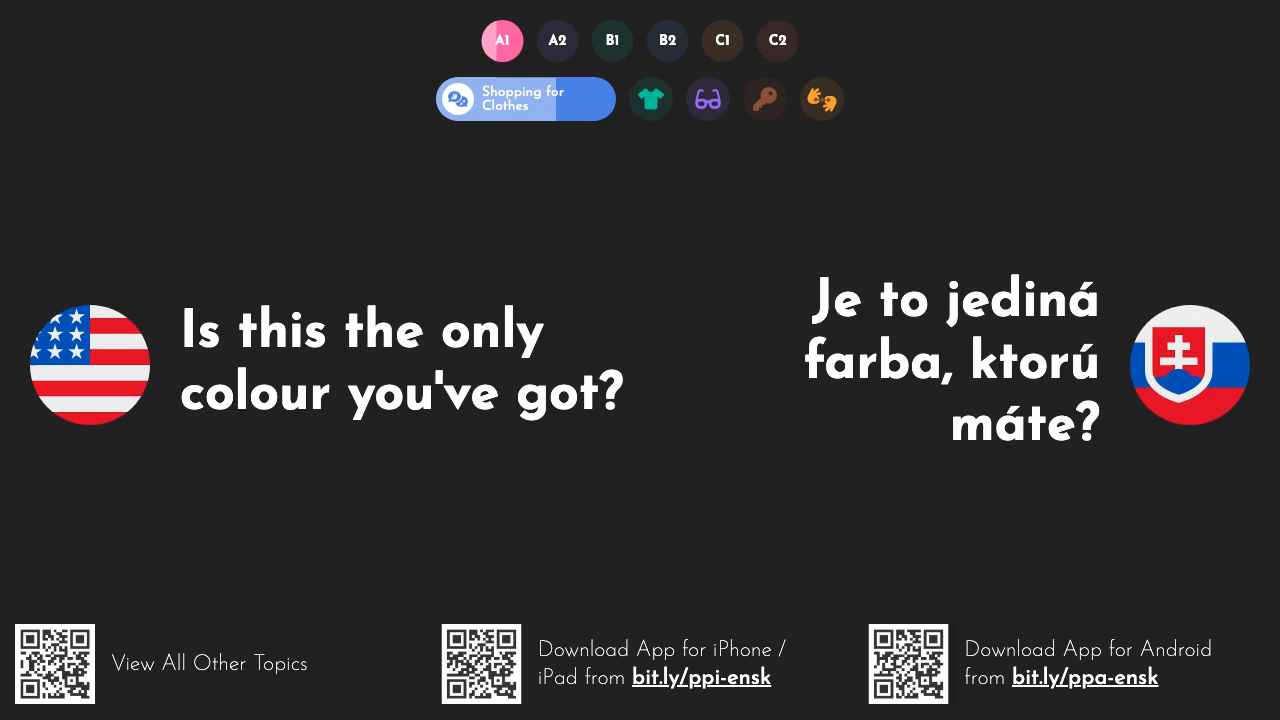 A1 A2 B1 B2 C1 C2
Shopping for
Clothes
Is this the only
colour you've got?
Je to jediná
farba, ktorú
máte?
View All Other Topics
Download App for iPhone /
iPad from bit.ly/ppi-ensk
Download App for Android
from bit.ly/ppa-ensk